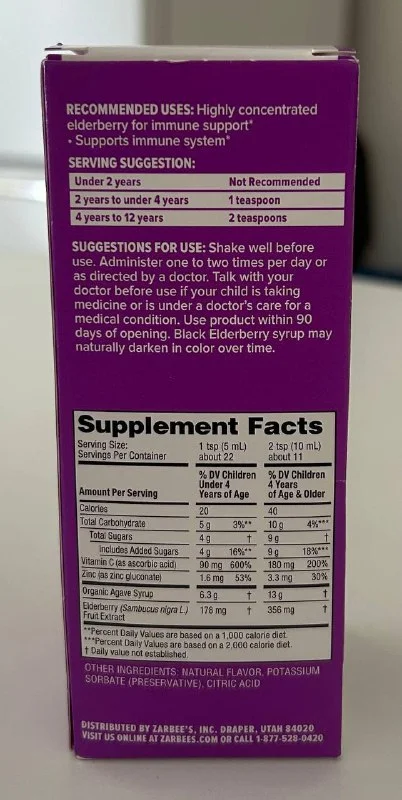 RECOMMENDED USES: Highly concentrated
elderberry for immune support*
• Supports immune system*
SERVING SUGGESTION:
Under 2 years Not Recommended
2 years to under 4 years 1 teaspoon
4 years to 12 years 2 teaspoons
SUGGESTIONS FOR USE: Shake well before
use. Administer one to two times per day or
as directed by a doctor. Talk with your
doctor before use if your child is taking
medicine or is under a doctor's care for a
medical condition. Use product within 90
days of opening. Black Elderberry syrup may
naturally darken in color over time.
Supplement Facts
Serving Size: 1 tsp (5 mL) 2 tsp (10 mL)
Servings Per Container about 22 about 11
% DV Children % DV Children
Under 4 4 Years
Amount Per Serving Years of Age of Age & Older
Calories 20 40
Total Carbohydrate 5 g 3%** 10 g 4%***
Total Sugars 4 g † 9 g †
Includes Added Sugars 4 g 16%** 9 g 18%***
Vitamin C (as ascorbic acid) 90 mg 600% 180 mg 200%
Zinc (as zinc gluconate) 1.6 mg 53% 3.3 mg 30%
Organic Agave Syrup 6.3 g † 13 g †
Elderberry (Sambucus nigra L.) 178 mg † 356 mg †
Fruit Extract
**Percent Daily Values are based on a 1,000 calorie diet.
***Percent Daily Values are based on a 2,000 calorie diet.
† Daily value not established.
OTHER INGREDIENTS: NATURAL FLAVOR, POTASSIUM
SORBATE (PRESERVATIVE), CITRIC ACID
DISTRIBUTED BY ZARBEE'S, INC. DRAPER, UTAH 84020
VISIT US ONLINE AT ZARBEES.COM OR CALL 1-877-528-0420